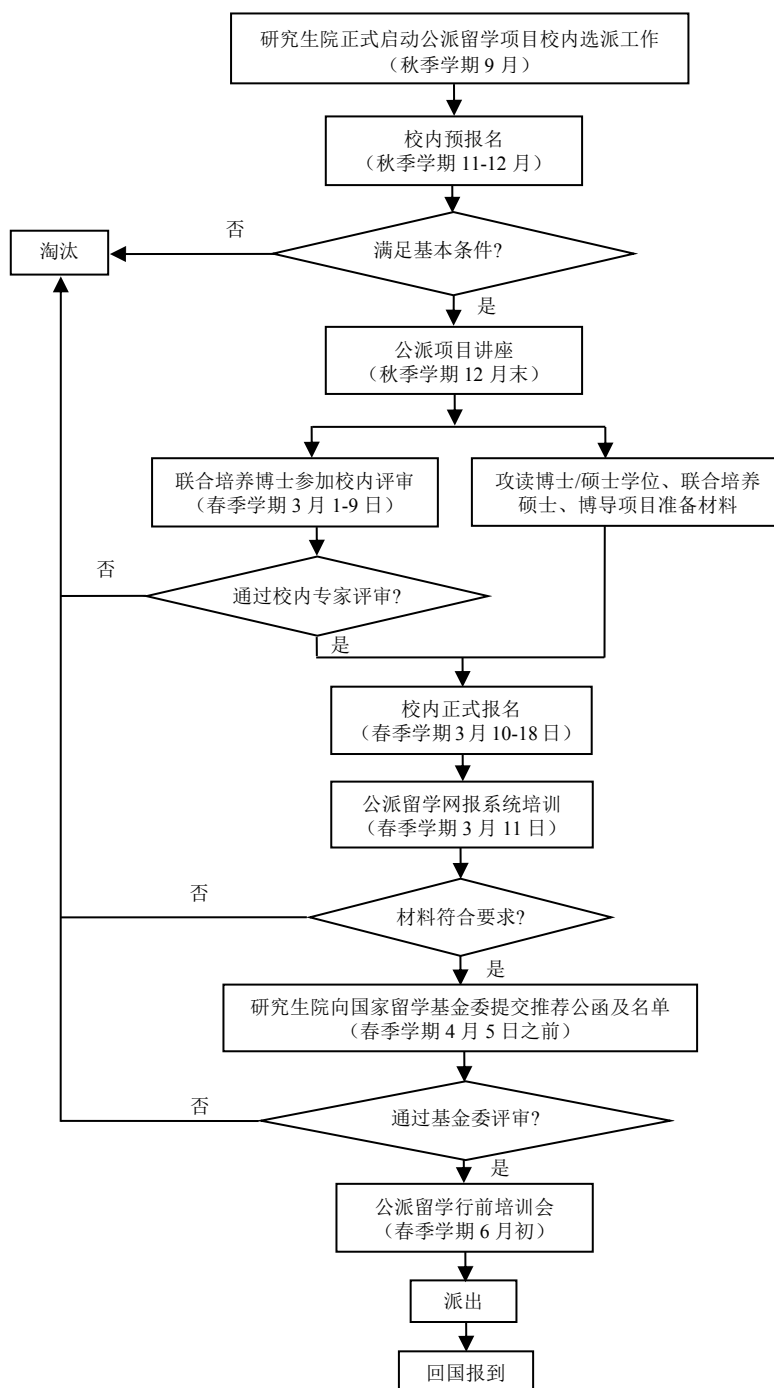 研究生院正式启动公派留学项目校内选派工作
（秋季学期 9 月）
校内预报名
（秋季学期 11-12 月）
否
淘汰
满足基本条件?
是
公派项目讲座
（秋季学期 12 月末）
联合培养博士参加校内评审
（春季学期 3 月 1-9 日）
攻读博士/硕士学位、联合培养
硕士、博导项目准备材料
否
通过校内专家评审?
是
校内正式报名
（春季学期 3 月 10-18 日）
公派留学网报系统培训
（春季学期 3 月 11 日）
否
材料符合要求?
是
研究生院向国家留学基金委提交推荐公函及名单
（春季学期 4 月 5 日之前）
否
通过基金委评审?
是
公派留学行前培训会
（春季学期 6 月初）
派出
回国报到